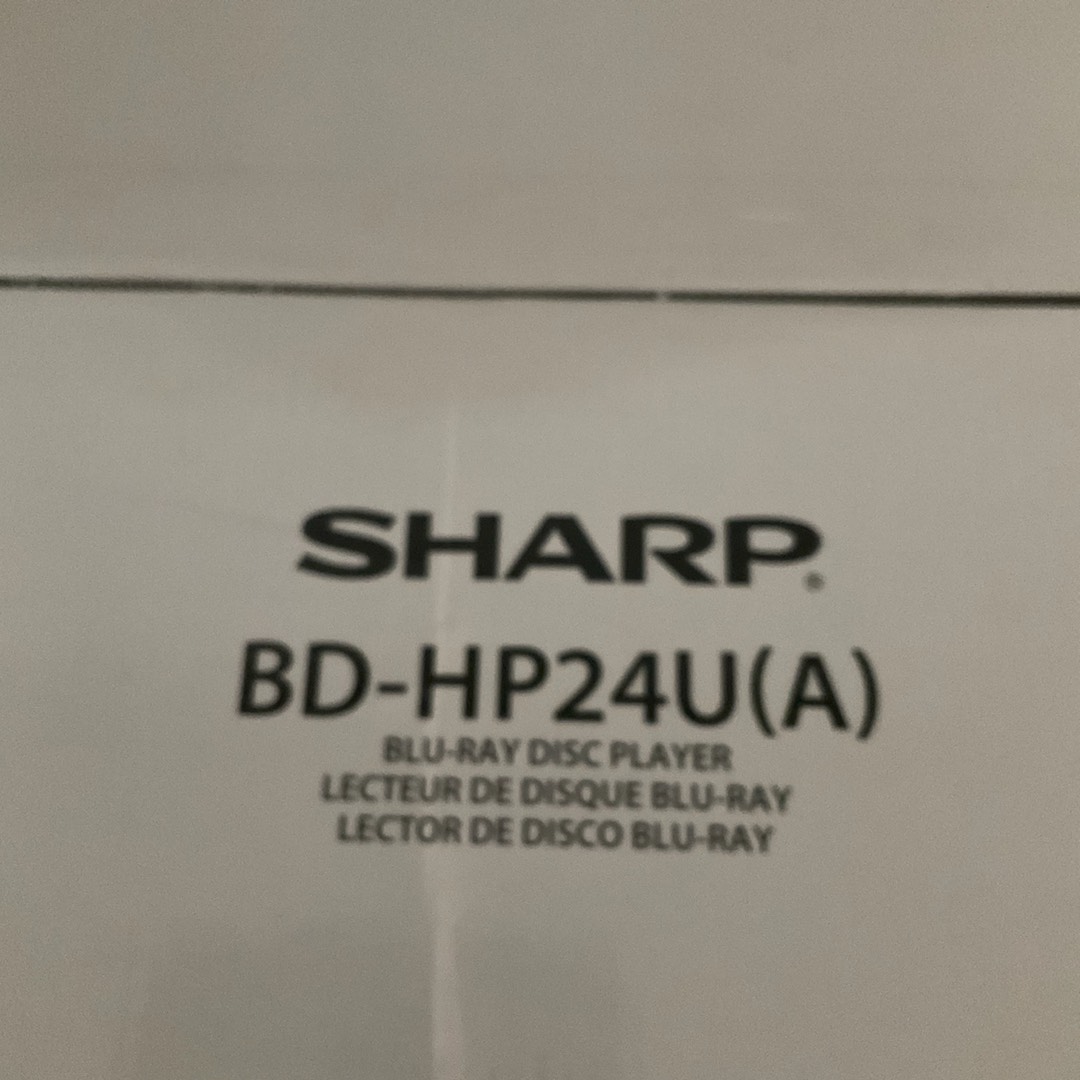 SHARP®
BD-HP24U(A)
BLU-RAY DISC PLAYER
LECTEUR DE DISQUE BLU-RAY
LECTOR DE DISCO BLU-RAY